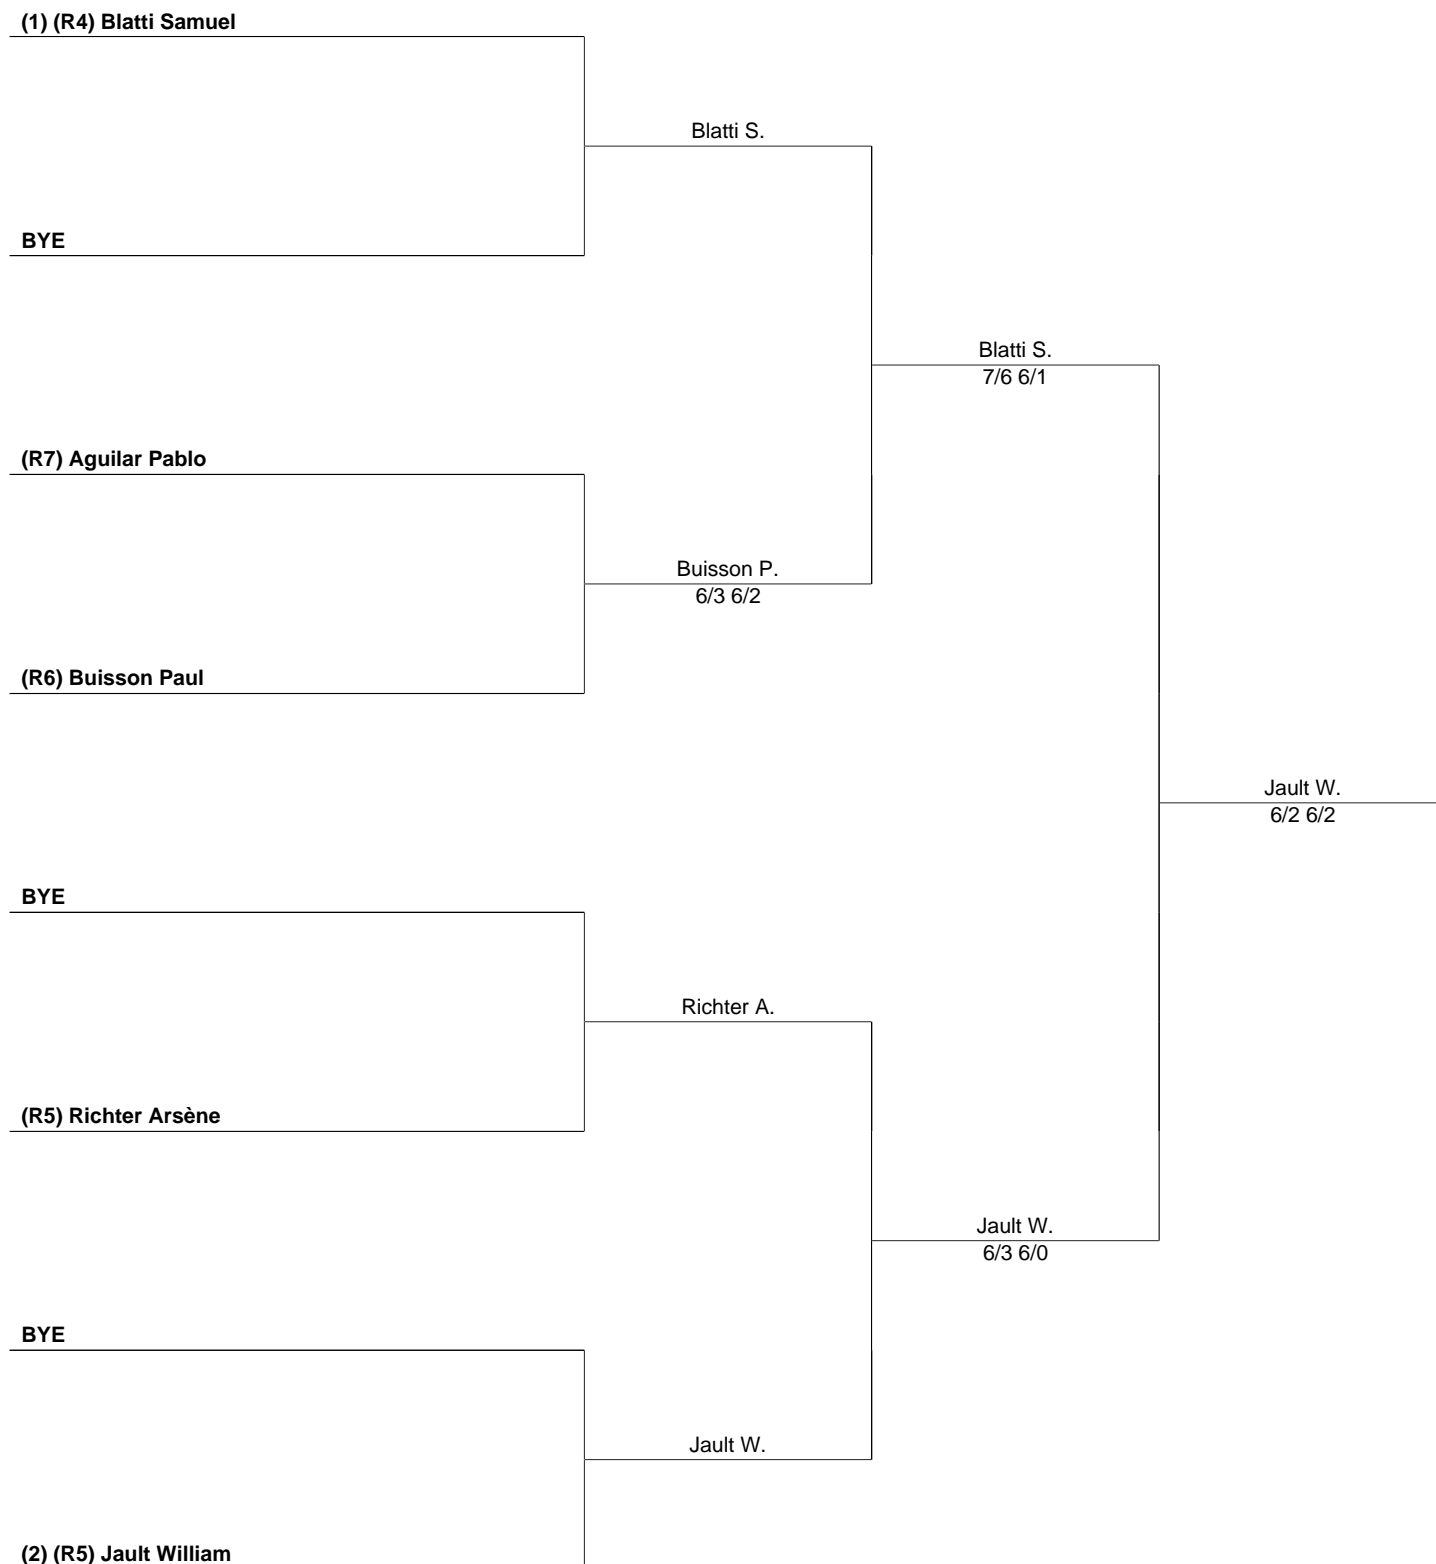 (1) (R4) Blatti Samuel
Blatti S.
BYE
Blatti S.
7/6 6/1
(R7) Aguilar Pablo
Buisson P.
6/3 6/2
(R6) Buisson Paul
Jault W.
6/2 6/2
BYE
Richter A.
(R5) Richter Arsène
Jault W.
6/3 6/0
BYE
Jault W.
(2) (R5) Jault William